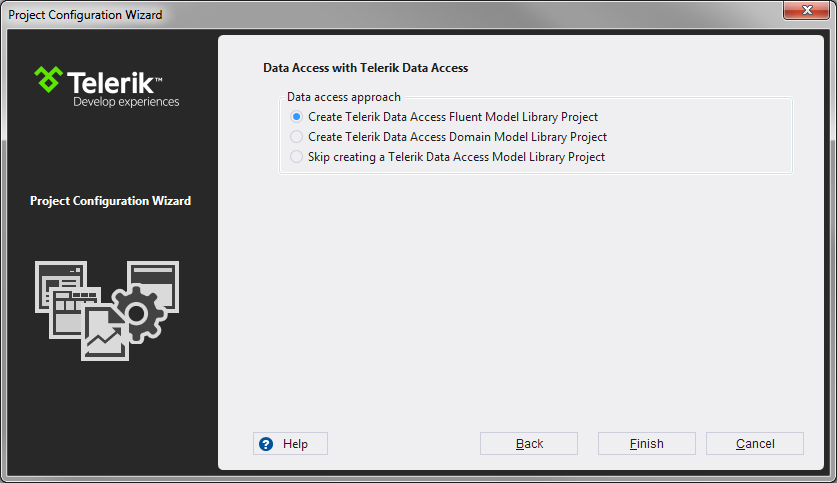 Project Configuration Wizard
Telerik™
Develop experiences
Project Configuration Wizard
Data Access with Telerik Data Access
Data access approach
Create Telerik Data Access Fluent Model Library Project
Create Telerik Data Access Domain Model Library Project
Skip creating a Telerik Data Access Model Library Project
? Help
Back
Finish
Cancel